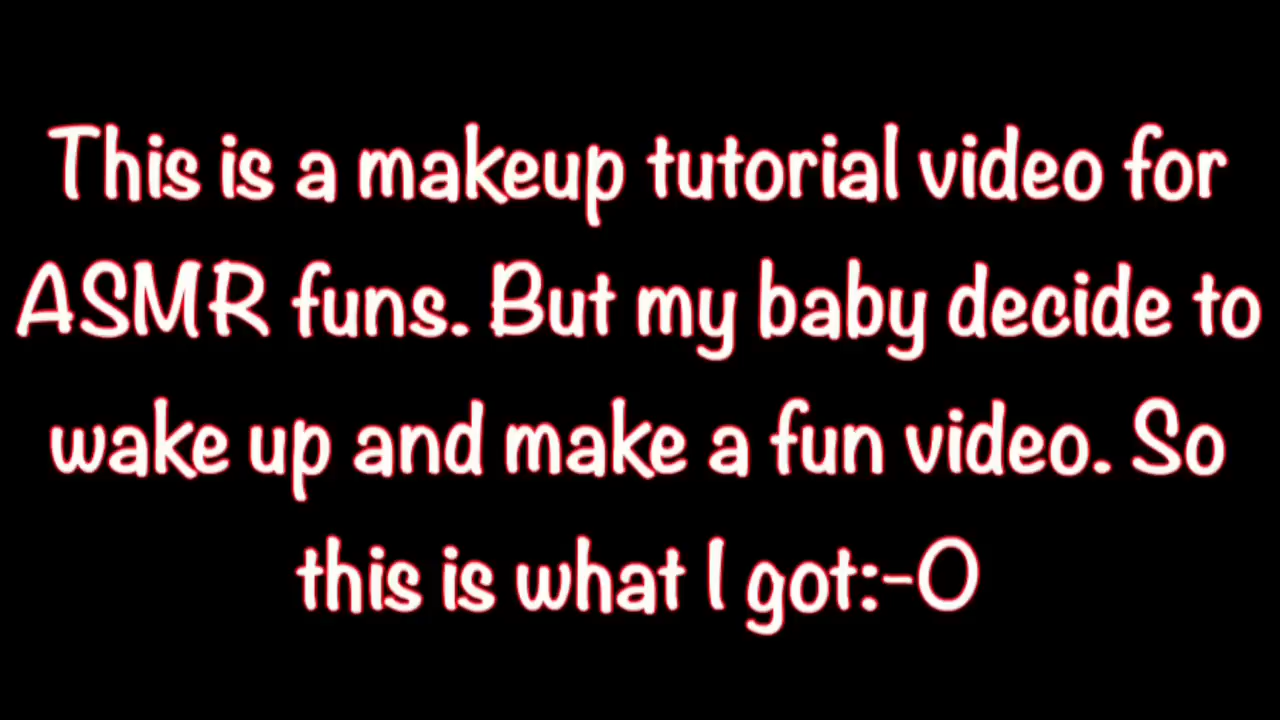 This is a makeup tutorial video for
ASMR funs. But my baby decide to
wake up and make a fun video. So
this is what I got:-O